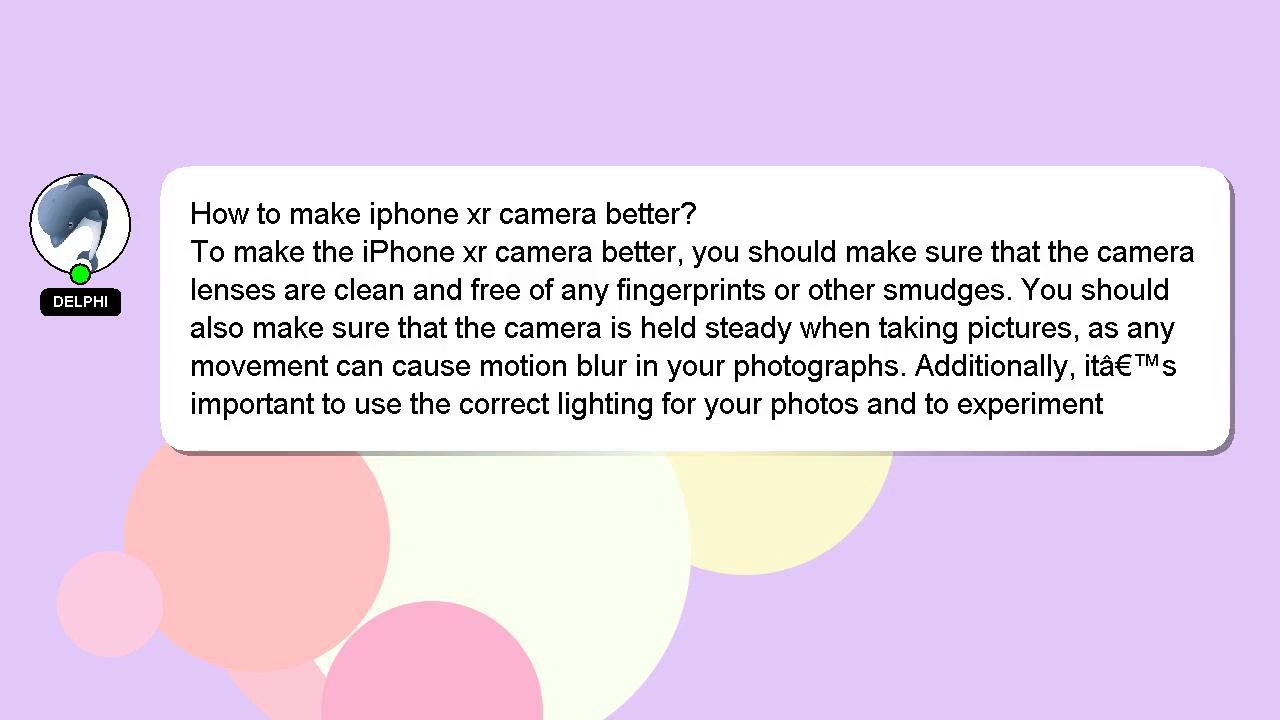 How to make iphone xr camera better?
To make the iPhone xr camera better, you should make sure that the camera
lenses are clean and free of any fingerprints or other smudges. You should
also make sure that the camera is held steady when taking pictures, as any
movement can cause motion blur in your photographs. Additionally, itâ€™s
important to use the correct lighting for your photos and to experiment
DELPHI